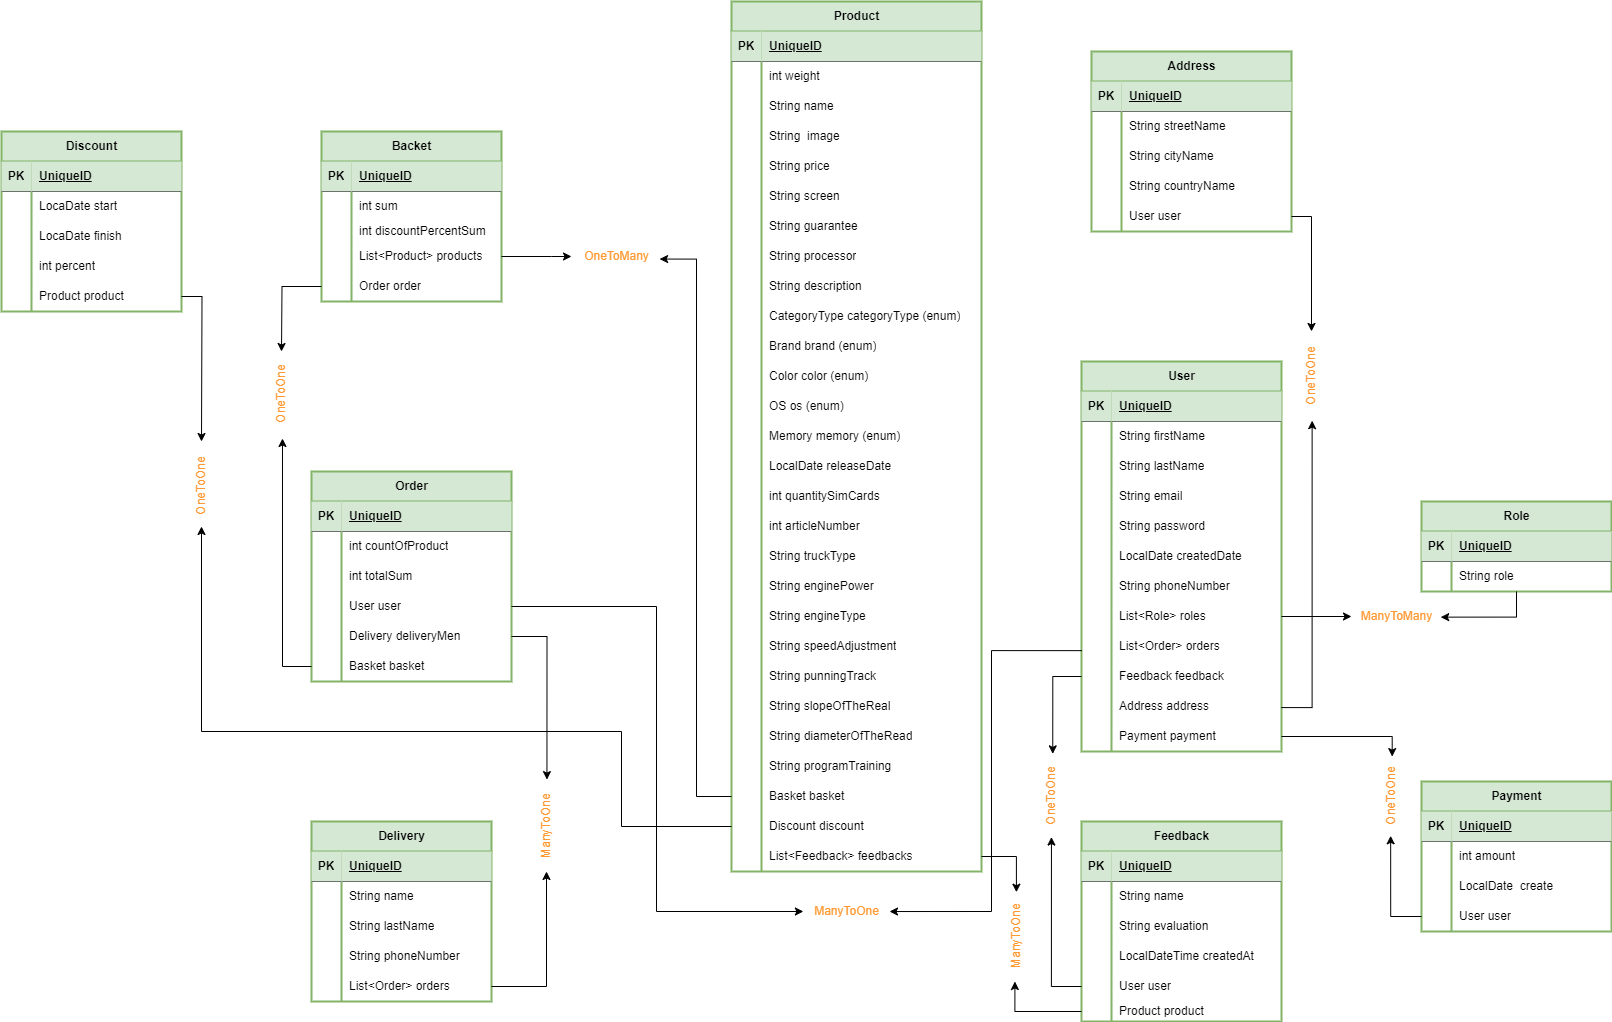 Product
PK UniqueID
int weight
String name
String  image
String price
String screen
String guarantee
String processor
String description
CategoryType categoryType (enum)
Brand brand (enum)
Color color (enum)
OS os (enum)
Memory memory (enum)
LocalDate releaseDate
int quantitySimCards
int articleNumber
String truckType
String enginePower
String engineType
String speedAdjustment
String punningTrack
String slopeOfTheReal
String diameterOfTheRead
String programTraining
Basket basket
Discount discount
List<Feedback> feedbacks
Address
PK UniqueID
String streetName
String cityName
String countryName
User user
Discount
PK UniqueID
LocaDate start
LocaDate finish
int percent
Product product
Backet
PK UniqueID
int sum
int discountPercentSum
List<Product> products
Order order
OneToMany
OneToOne
OneToOne
OneToOne
User
PK UniqueID
String firstName
String lastName
String email
String password
LocalDate createdDate
String phoneNumber
List<Role> roles
List<Order> orders
Feedback feedback
Address address
Payment payment
Order
PK UniqueID
int countOfProduct
int totalSum
User user
Delivery deliveryMen
Basket basket
Role
PK UniqueID
String role
ManyToMany
ManyToOne
OneToOne
OneToOne
Payment
PK UniqueID
int amount
LocalDate  create
User user
Delivery
PK UniqueID
String name
String lastName
String phoneNumber
List<Order> orders
ManyToOne
ManyToOne
Feedback
PK UniqueID
String name
String evaluation
LocalDateTime createdAt
User user
Product product